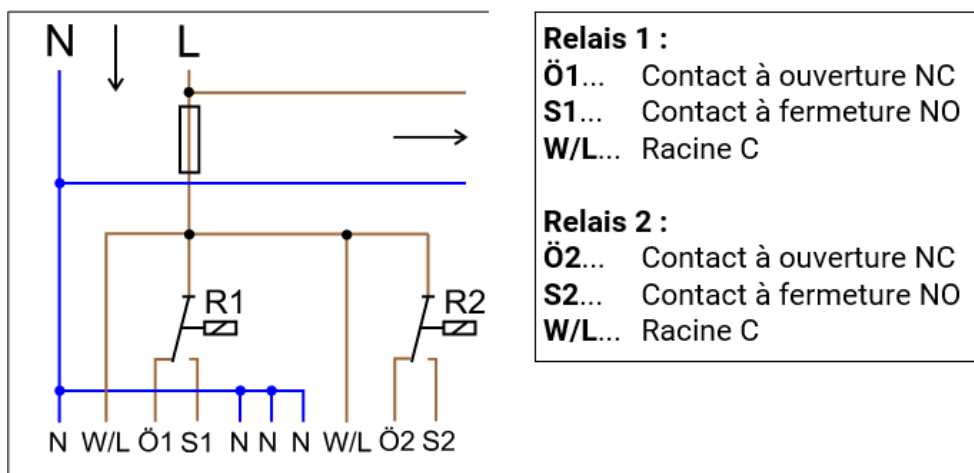 N L
R1 R2
N W/L Ö1 S1 N N N W/L Ö2 S2
Relais 1 :
Ö1... Contact à ouverture NC
S1... Contact à fermeture NO
W/L... Racine C
Relais 2 :
Ö2... Contact à ouverture NC
S2... Contact à fermeture NO
W/L... Racine C